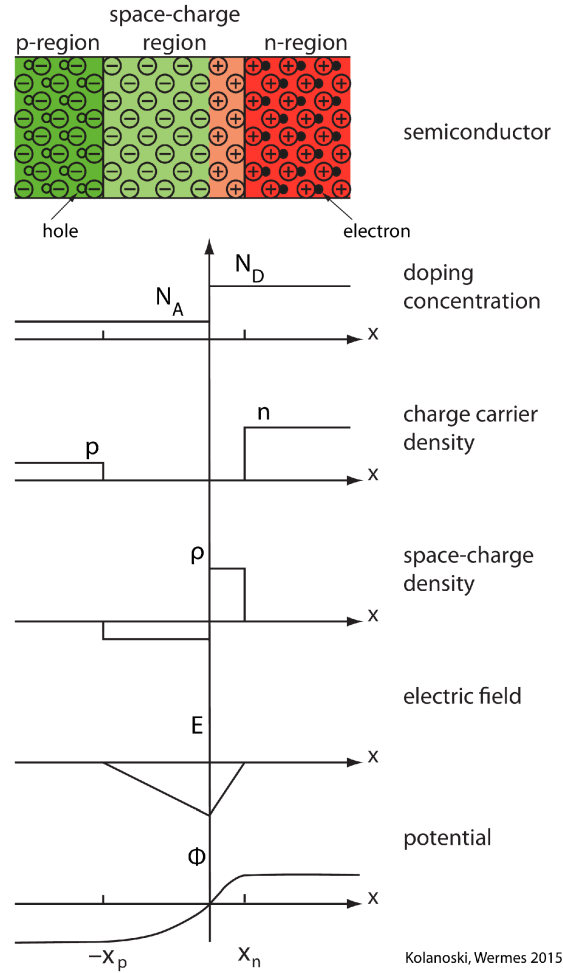 space-charge
p-region region n-region
semiconductor
hole
electron
N_D
doping
N_A
concentration
x
n
charge carrier
p
density
x
ρ
space-charge
density
x
electric field
E
x
potential
Φ
x
–x_p
x_n
Kolanoski, Wermes 2015